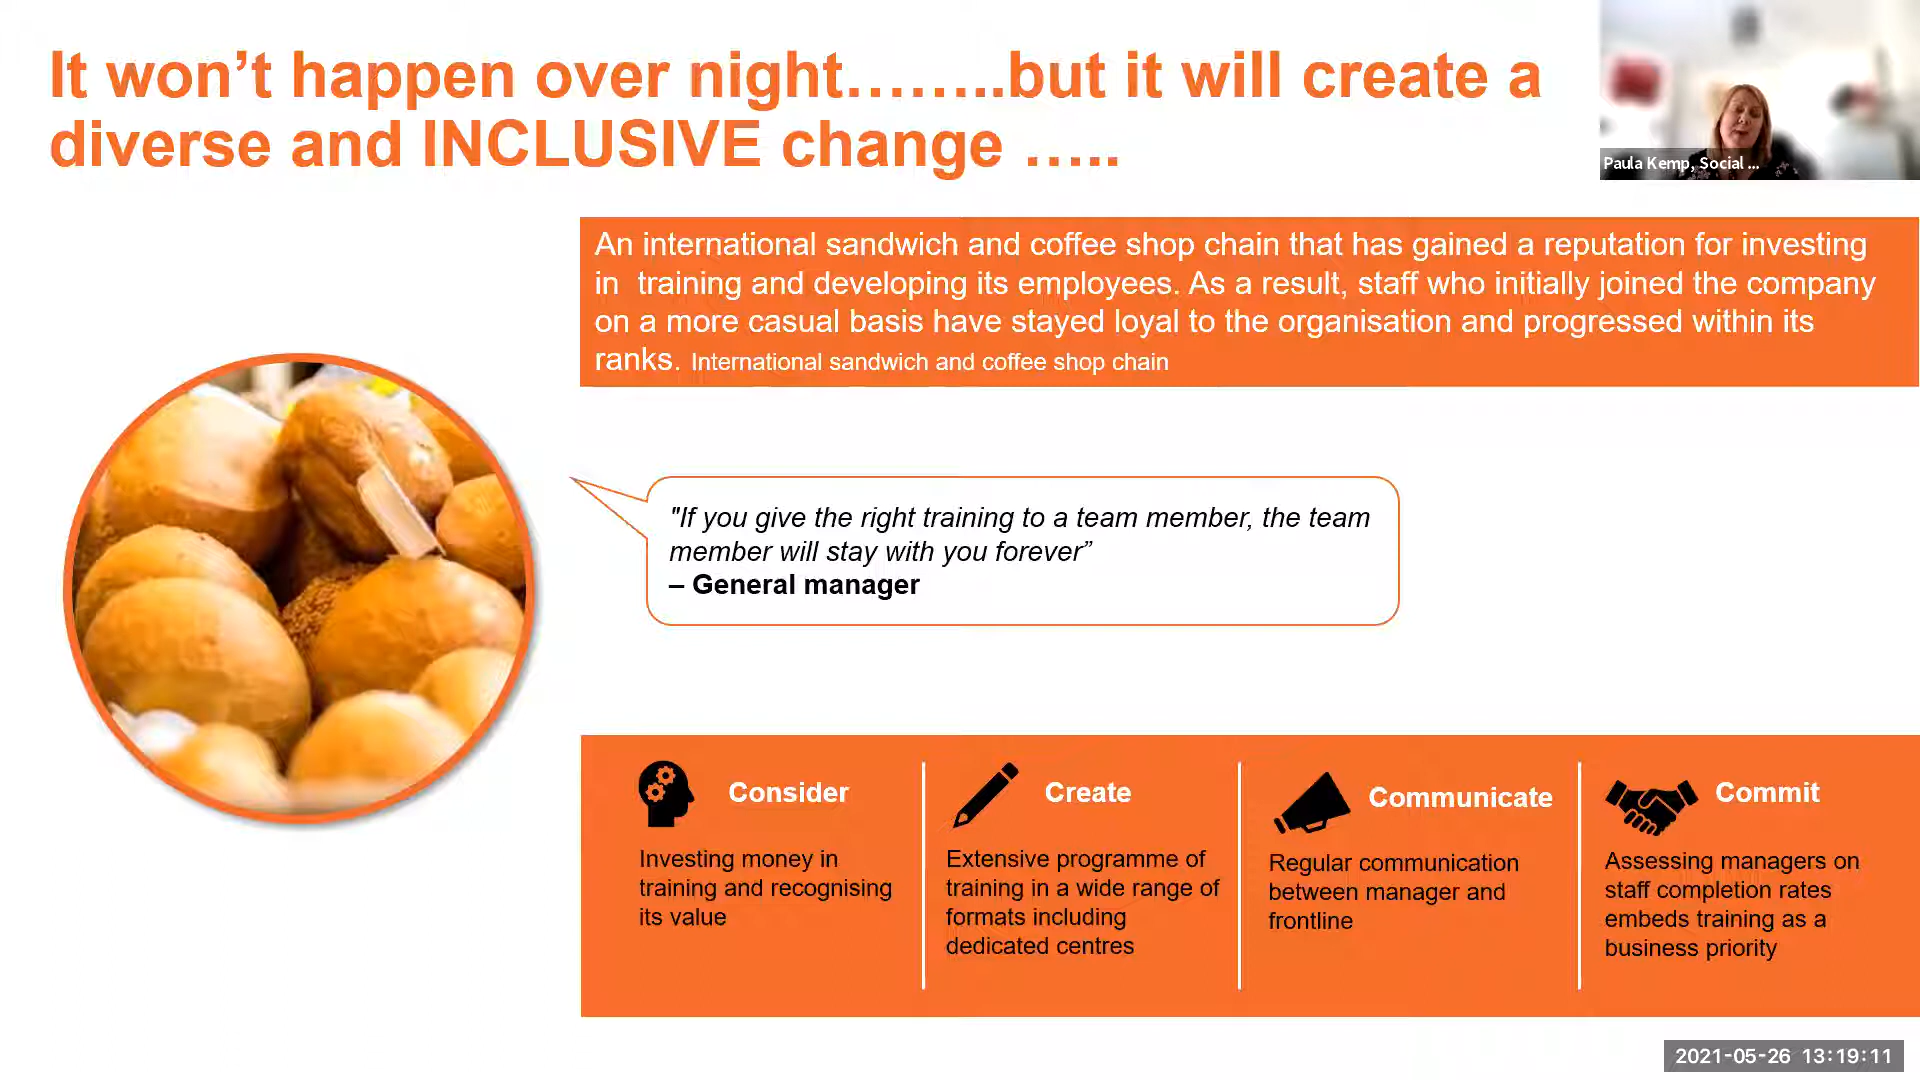 It won’t happen over night……..but it will create a
diverse and INCLUSIVE change …..
Paula Kemp, Social ...
An international sandwich and coffee shop chain that has gained a reputation for investing
in  training and developing its employees. As a result, staff who initially joined the company
on a more casual basis have stayed loyal to the organisation and progressed within its
ranks. International sandwich and coffee shop chain
"If you give the right training to a team member, the team
member will stay with you forever”
– General manager
Consider
Investing money in
training and recognising
its value
Create
Extensive programme of
training in a wide range of
formats including
dedicated centres
Communicate
Regular communication
between manager and
frontline
Commit
Assessing managers on
staff completion rates
embeds training as a
business priority
2021-05-26 13:19:11